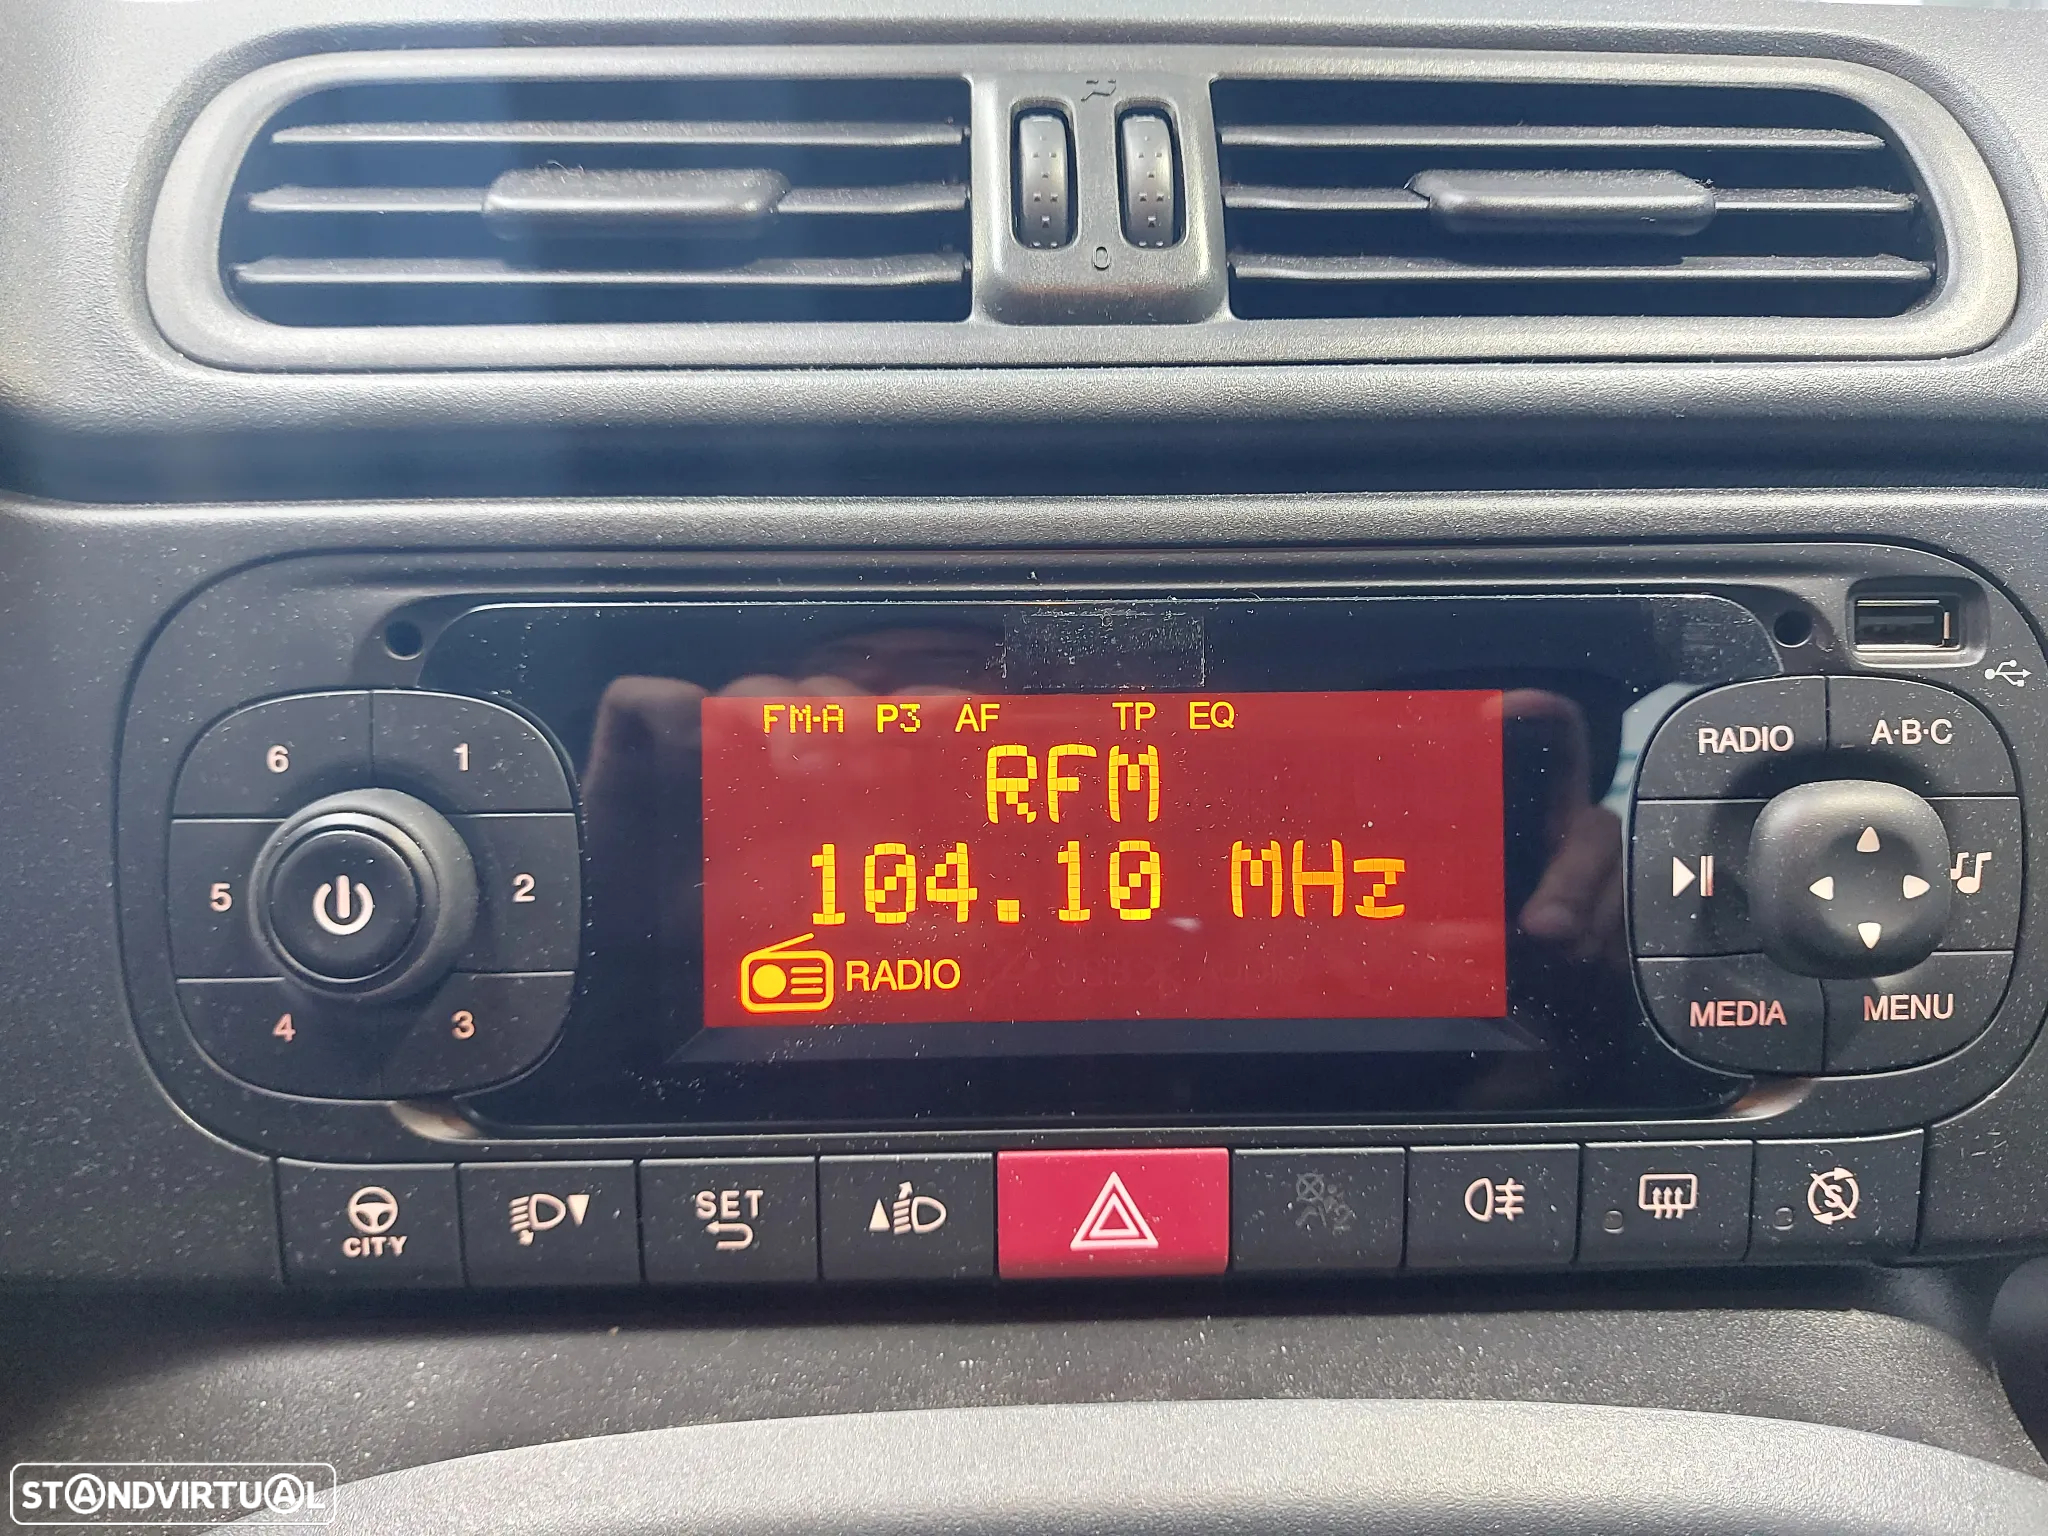 0
FM-A P3 AF TP EQ
RFM
104.10 MHz
RADIO
6 1
5 2
4 3
RADIO A·B·C
MEDIA MENU
CITY
SET
S
STANDVIRTUAL